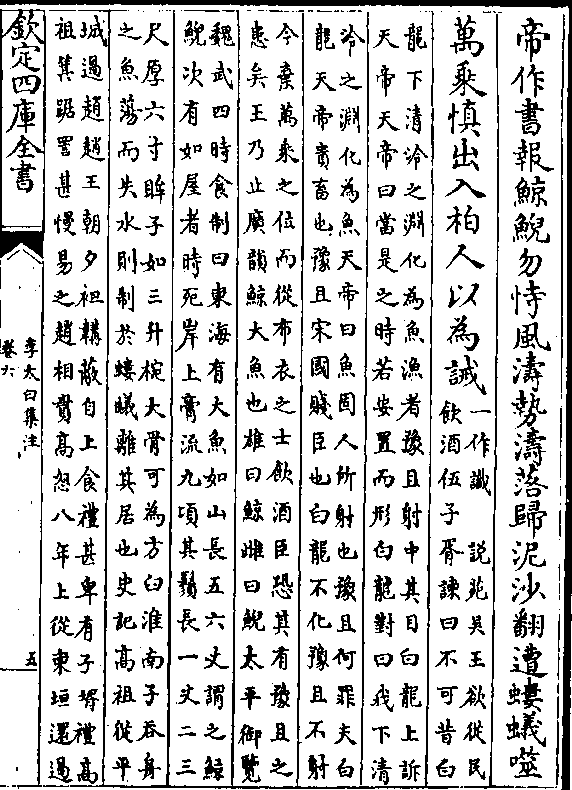 帝作書報鯨鯢勿恃風濤勢濤落歸泥沙翻遭螻蟻噬
萬乘慎出入柏人以為誡
一作識　說苑吳王欲從民
飲酒伍子胥諫曰不可昔白
龍下清泠之淵化為魚漁者豫且射中其目白龍上訴
天帝天帝曰當是之時若安置而形白龍對曰我下清
泠之淵化為魚天帝曰魚固人所射也豫且何罪夫白
龍天帝貴畜也豫且宋國賤臣也白龍不化豫且不射
今棄萬乘之位而從布衣之士飲酒臣恐其有豫且之
患矣王乃止廣韻鯨大魚也雄曰鯨雌曰鯢太平御覽
魏武四時食制曰東海有大魚如山長五六丈謂之鯨
鯢次有如屋者時死岸上膏流九頃其鬚長一丈二三
尺厚六寸眸子如三升椀大骨可為方臼淮南子吞舟
之魚蕩而失水則制於螻蟻離其居也史記高祖從平
城過趙趙王朝夕袒韝蔽自上食禮甚卑有子壻禮高
祖箕踞詈甚慢易之趙相貫高怒八年上從東垣還過
欽定四庫全書
李太白集注
卷六
五